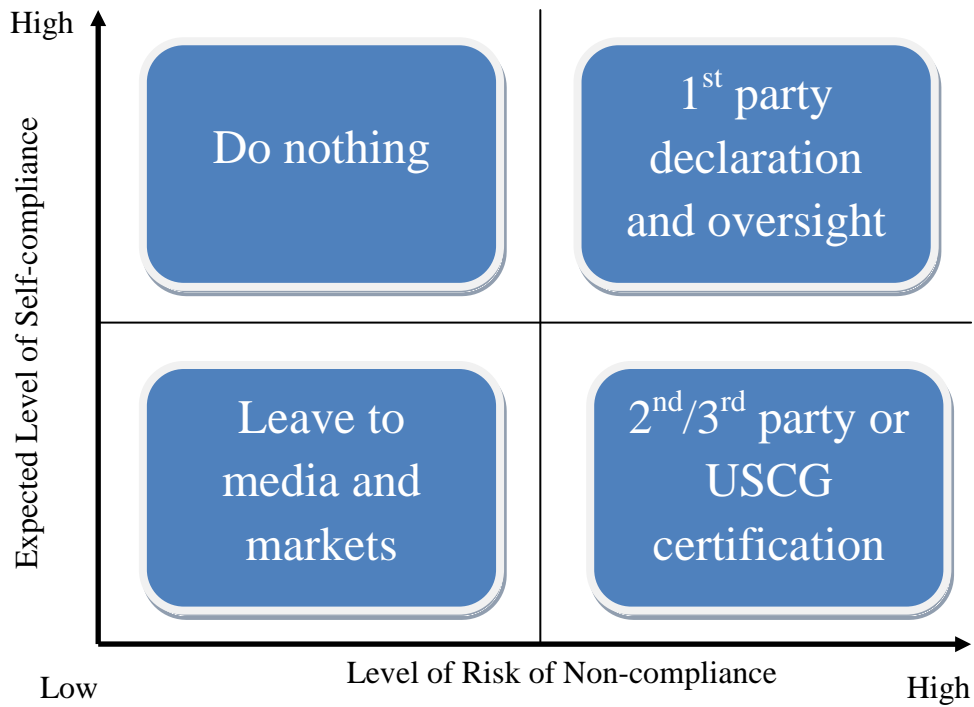 High
Do nothing
1st party
declaration
and oversight
Expected Level of Self-compliance
Leave to
media and
markets
2nd/3rd party or
USCG
certification
Low
Level of Risk of Non-compliance
High